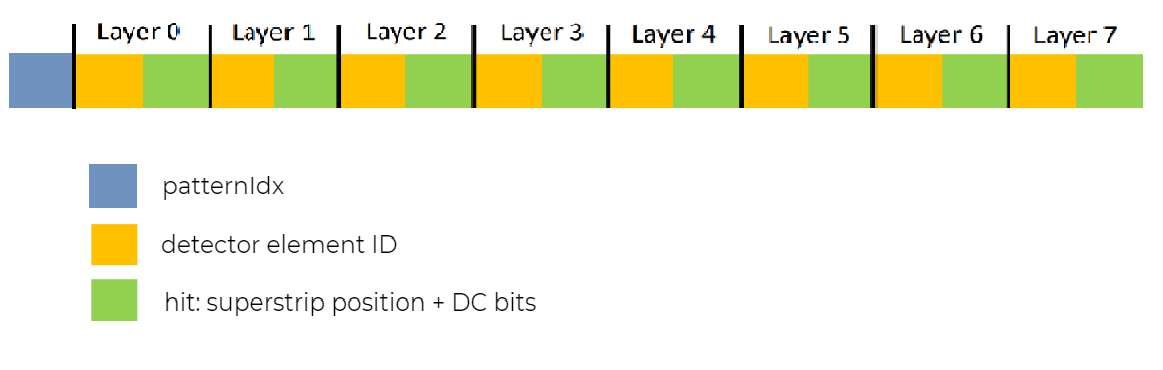 Layer 0 Layer 1 Layer 2 Layer 3 Layer 4 Layer 5 Layer 6 Layer 7
patternIdx
detector element ID
hit: superstrip position + DC bits